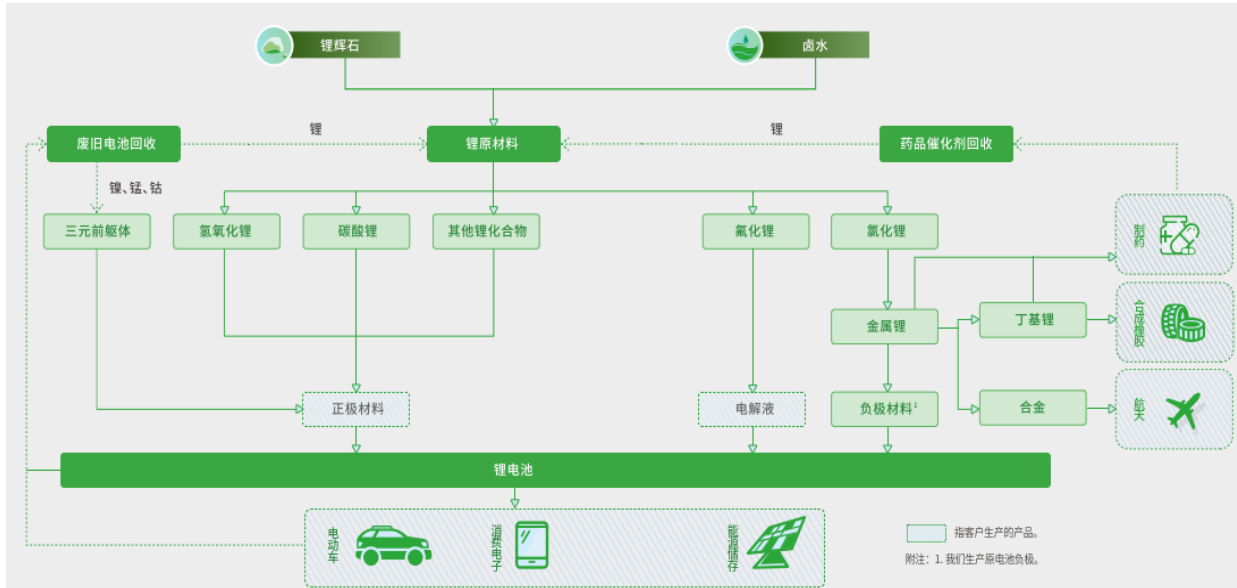 锂辉石
卤水
废旧电池回收
锂
锂原材料
锂
药品催化剂回收
镍、锰、钴
三元前躯体
氢氧化锂
碳酸锂
其他锂化合物
氟化锂
氯化锂
制药
金属锂
丁基锂
合成橡胶
正极材料
电解液
负极材料1
合金
航天
锂电池
电动车
消费电子
能源储存
指客户生产的产品。
附注：1. 我们生产原电池负极。